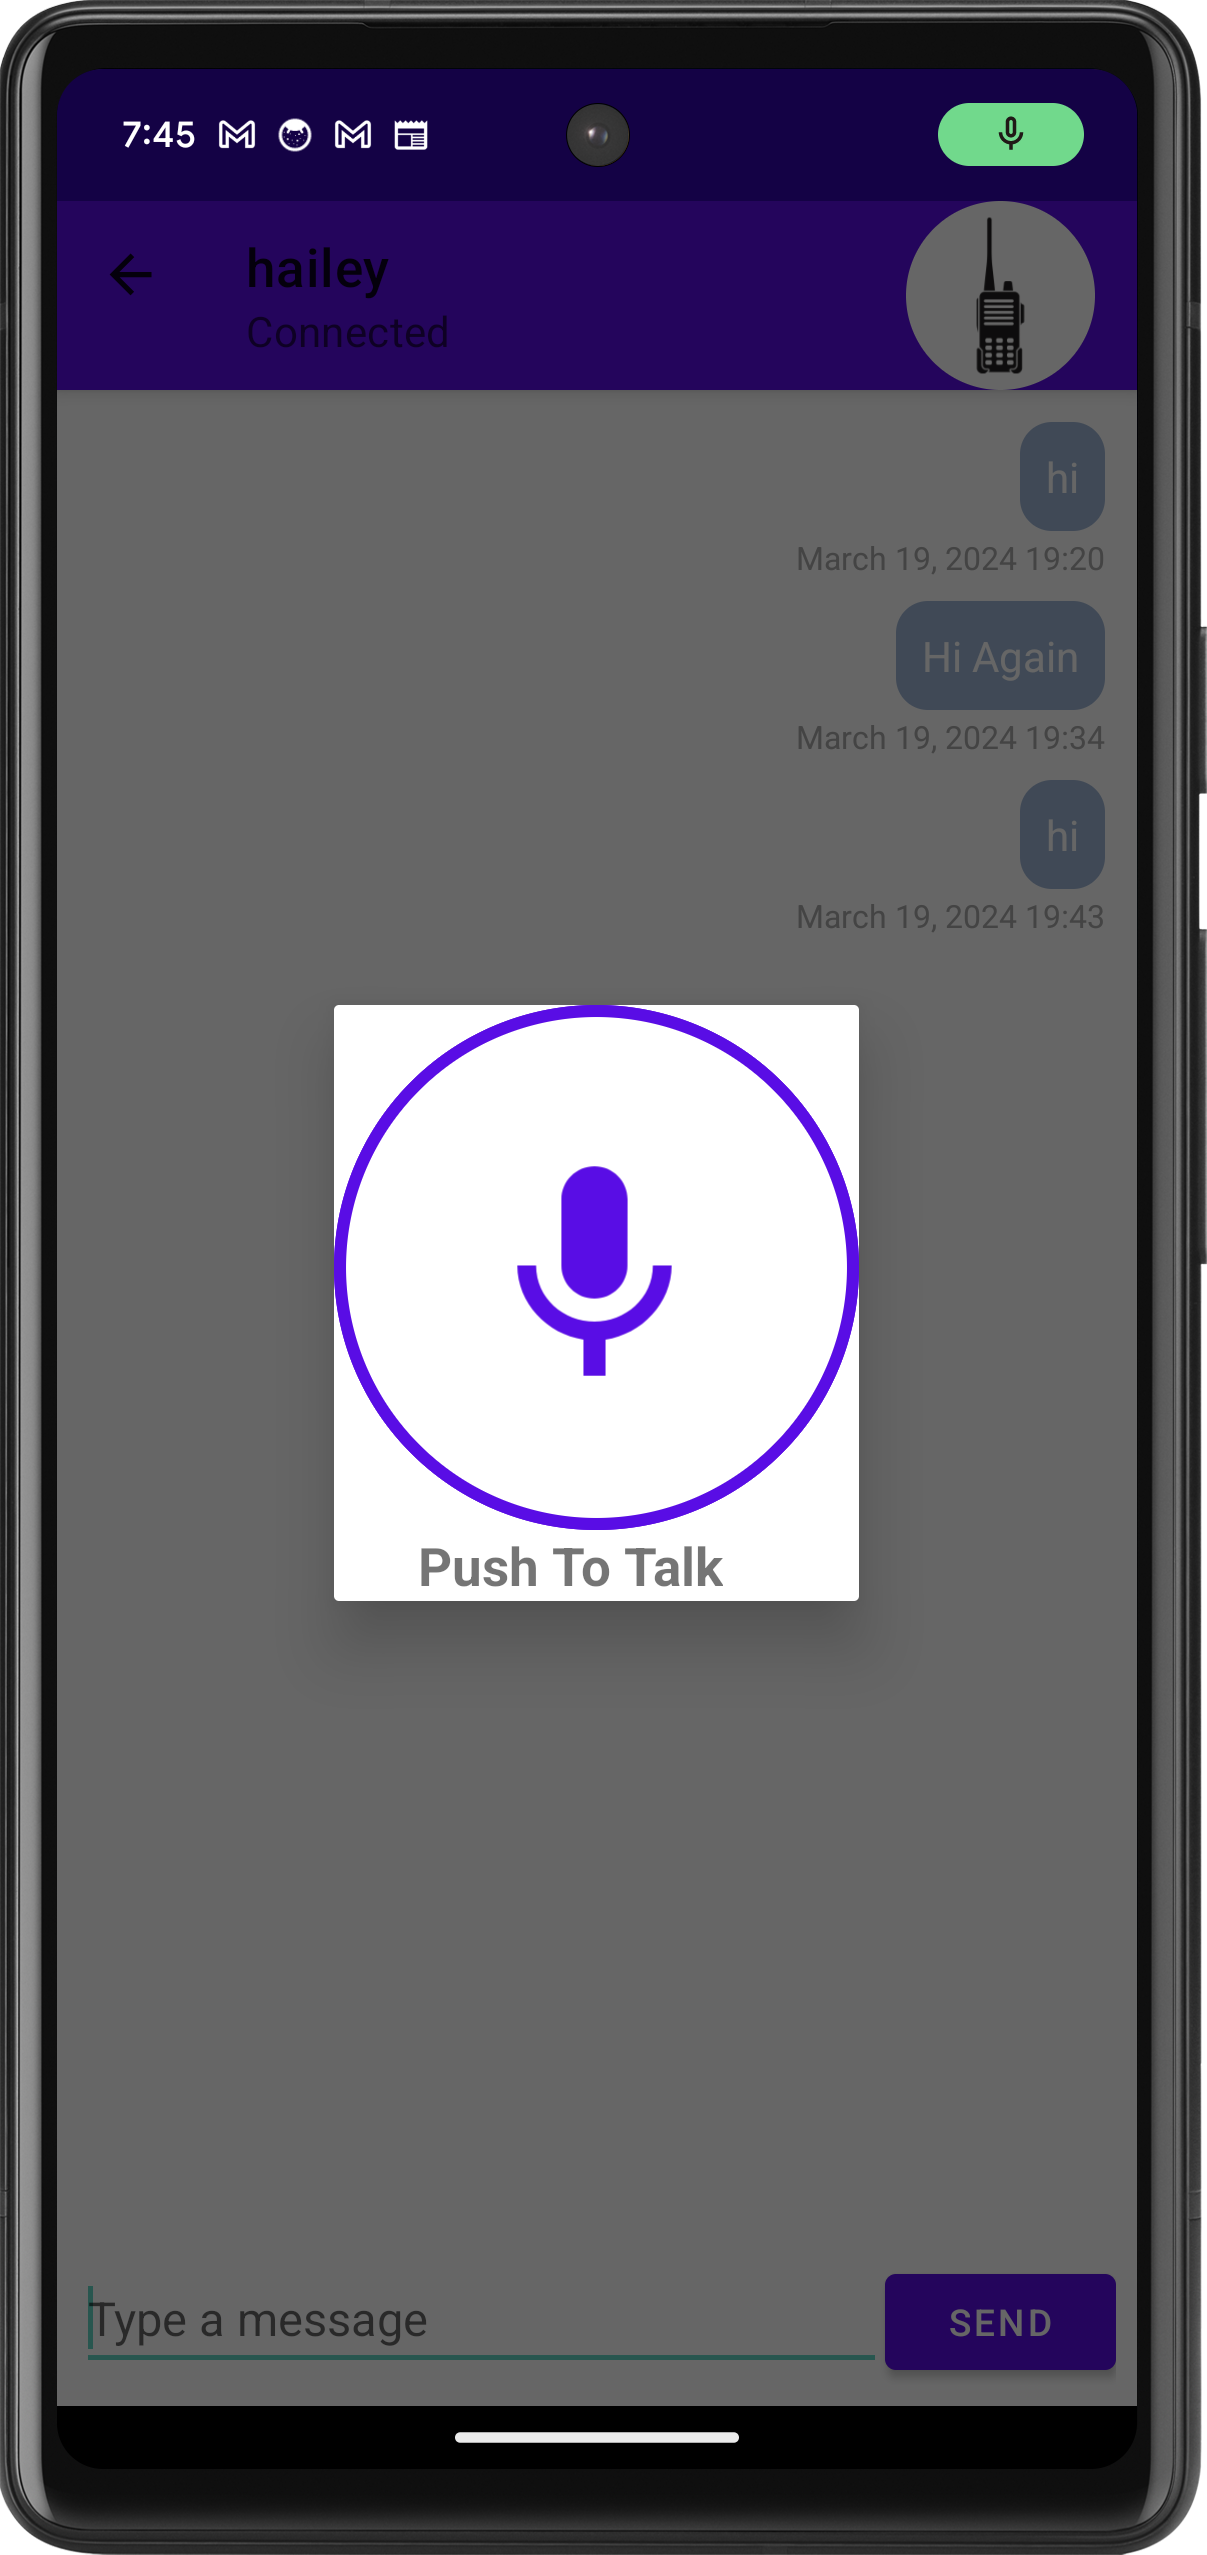 7:45
hailey
Connected
hi
March 19, 2024 19:20
Hi Again
March 19, 2024 19:34
hi
March 19, 2024 19:43
Push To Talk
Type a message
SEND